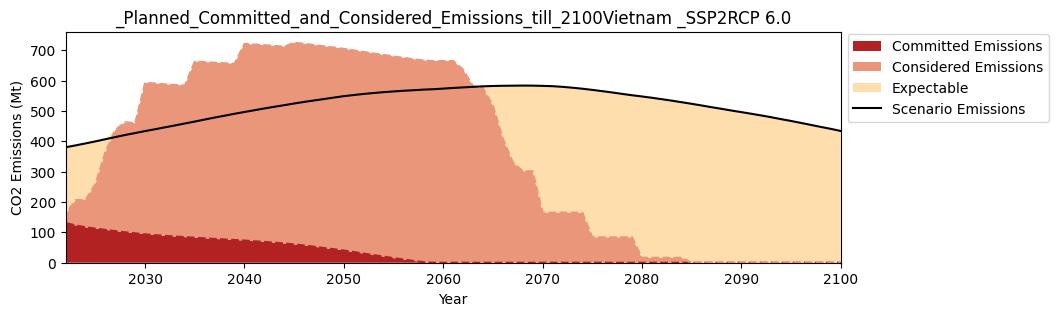 _Planned_Committed_and_Considered_Emissions_till_2100Vietnam _SSP2RCP 6.0
CO2 Emissions (Mt)
700
600
500
400
300
200
100
0
2030 2040 2050 2060 2070 2080 2090 2100
Year
Committed Emissions
Considered Emissions
Expectable
Scenario Emissions